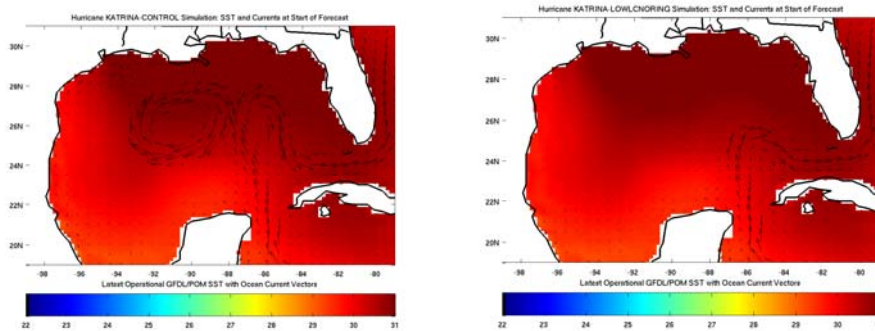 Hurricane KATRINA-CONTROL Simulation: SST and Currents at Start of Forecast
30N
28N
26N
24N
22N
20N
-98 -96 -94 -92 -90 -88 -86 -84 -82 -80
Latest Operational GFDL/POM SST with Ocean Current Vectors
22 23 24 25 26 27 28 29 30 31
Hurricane KATRINA-LOWLCNORING Simulation: SST and Currents at Start of Forecast
30N
28N
26N
24N
22N
20N
-98 -96 -94 -92 -90 -88 -86 -84 -82 -80
Latest Operational GFDL/POM SST with Ocean Current Vectors
22 23 24 25 26 27 28 29 30